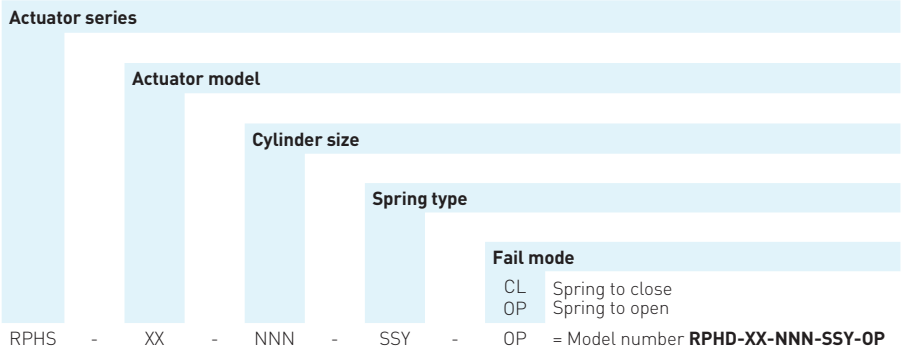 Actuator series
Actuator model
Cylinder size
Spring type
Fail mode
CL Spring to close
OP Spring to open
RPHS - XX - NNN - SSY - OP = Model number RPHD-XX-NNN-SSY-OP